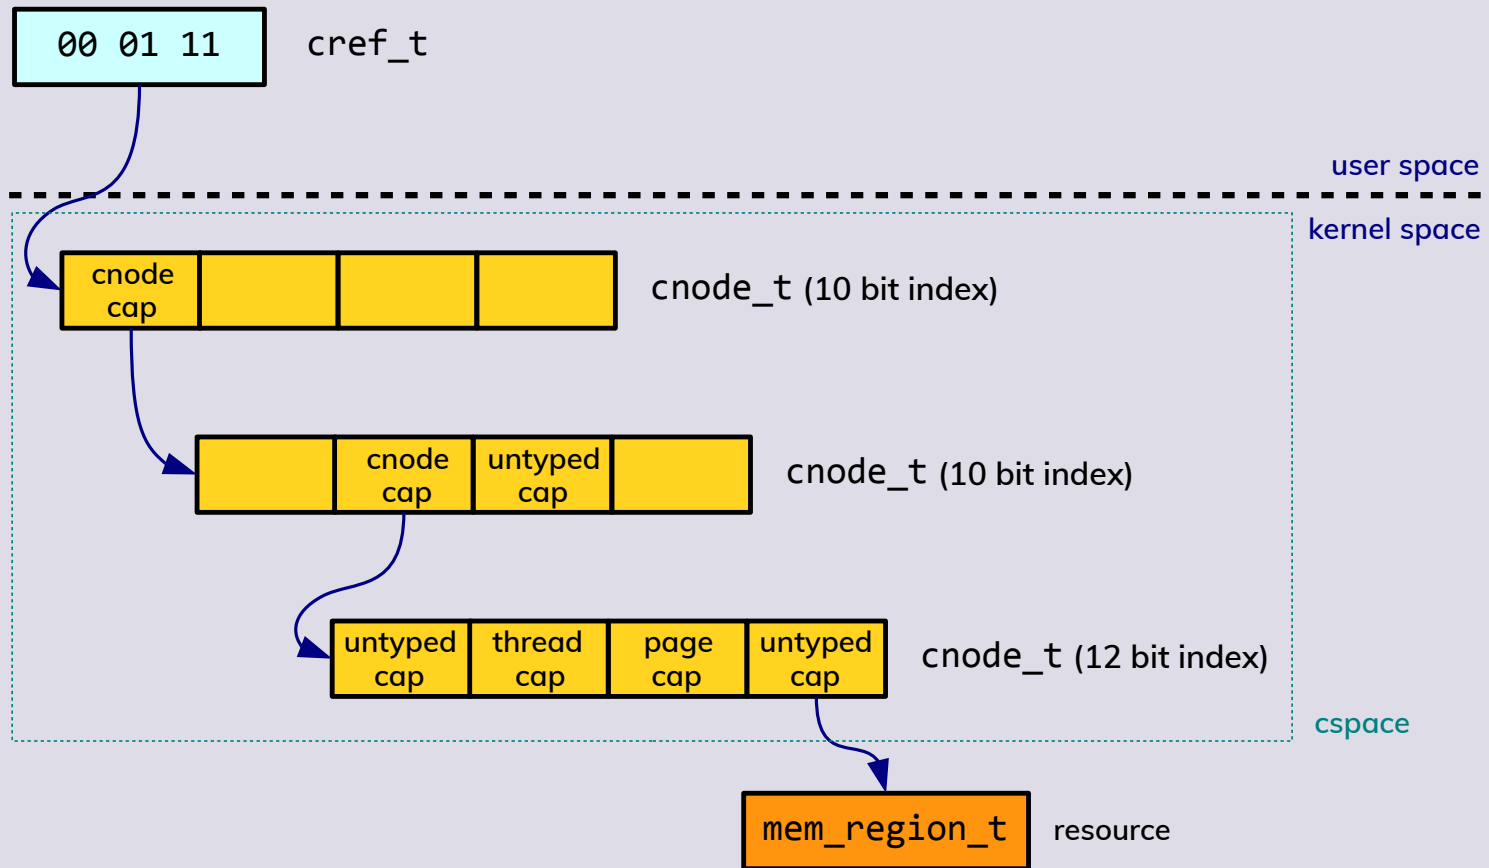 00 01 11
cref_t
user space
kernel space
cnode
cap
cnode_t (10 bit index)
cnode
cap
untyped
cap
cnode_t (10 bit index)
untyped
cap
thread
cap
page
cap
untyped
cap
cnode_t (12 bit index)
cspace
mem_region_t
resource